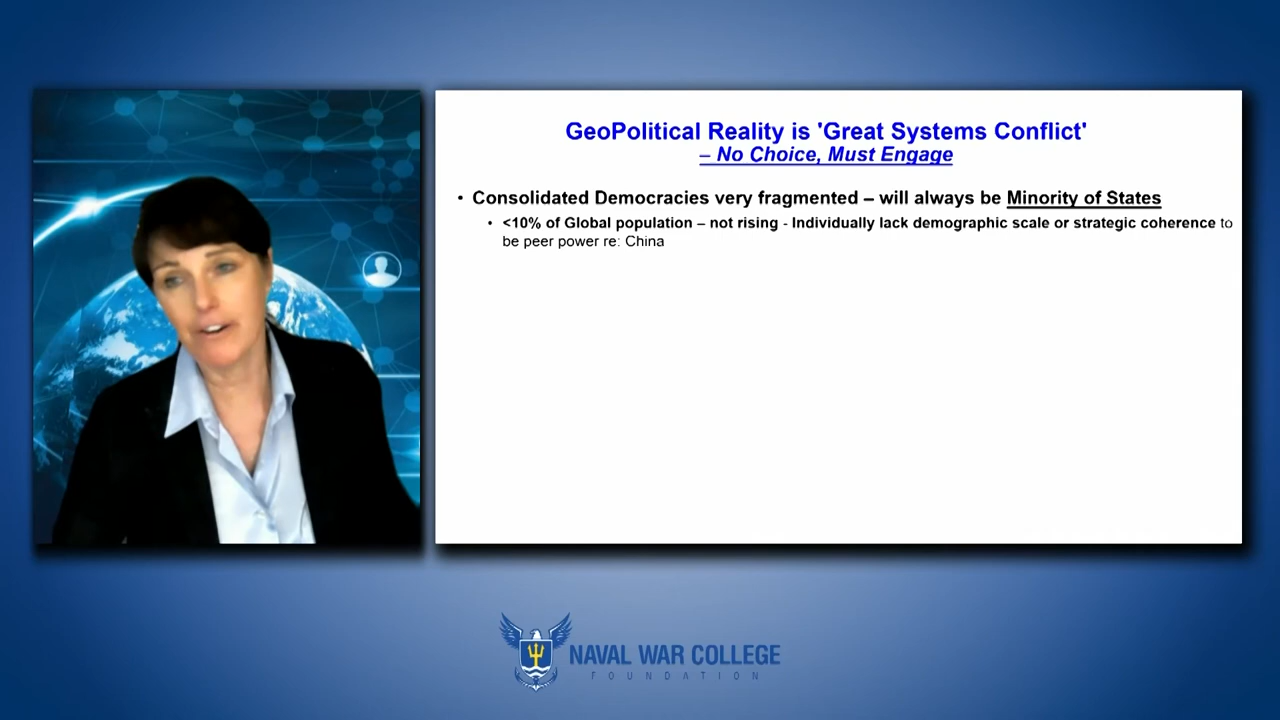 GeoPolitical Reality is 'Great Systems Conflict'
– No Choice, Must Engage
• Consolidated Democracies very fragmented – will always be Minority of States
• <10% of Global population – not rising - Individually lack demographic scale or strategic coherence to
be peer power re: China
NAVAL WAR COLLEGE
FOUNDATION